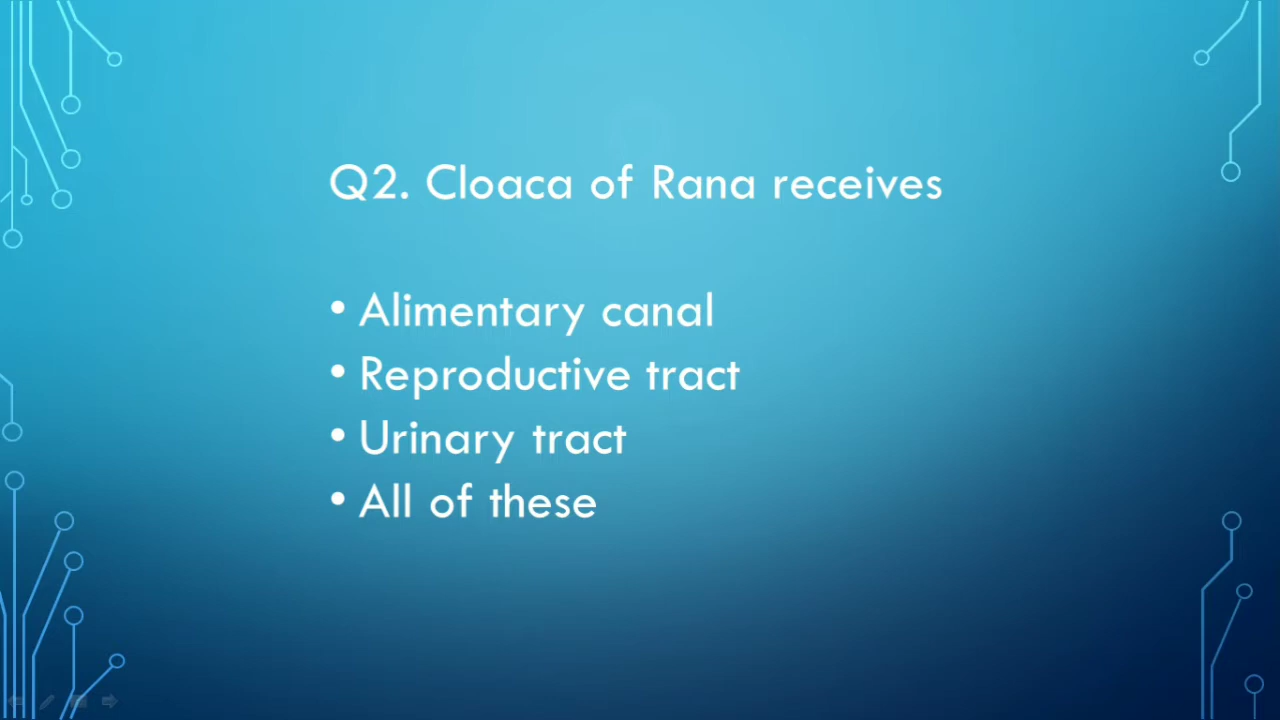 Q2. Cloaca of Rana receives
• Alimentary canal
• Reproductive tract
• Urinary tract
• All of these